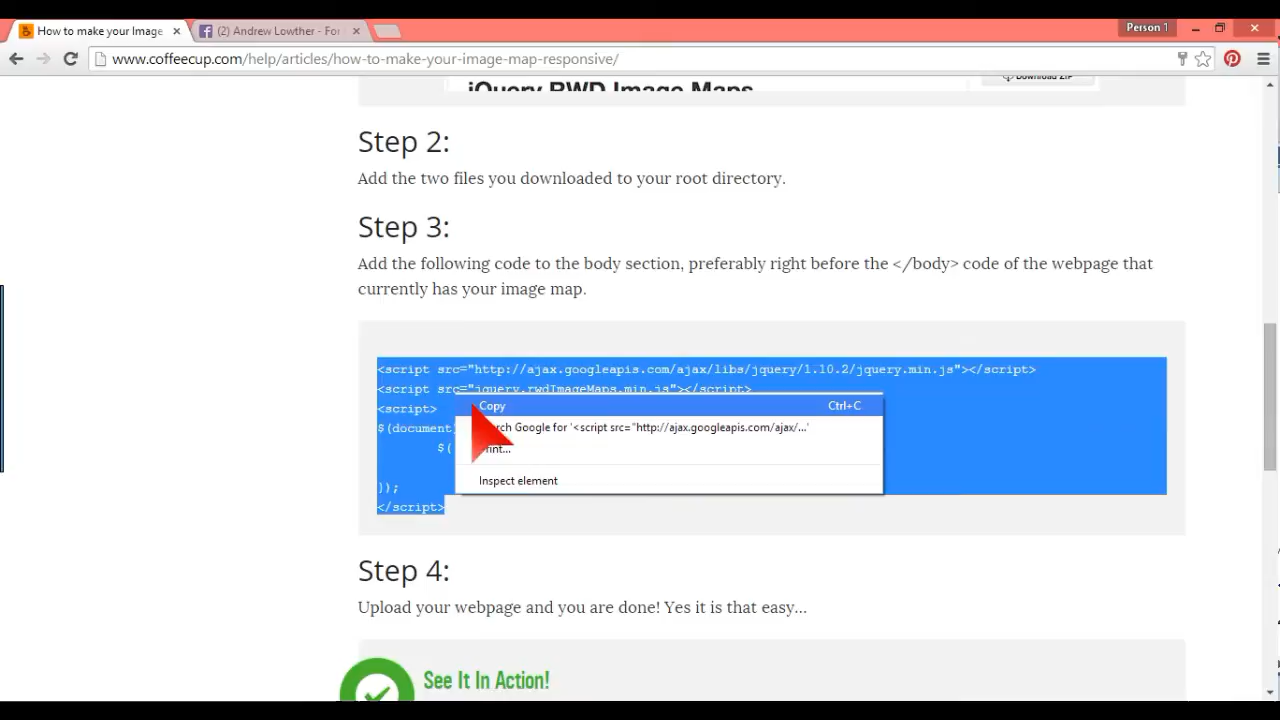 How to make your Image
(2) Andrew Lowther - For
Person 1
www.coffeecup.com/help/articles/how-to-make-your-image-map-responsive/
jQuery RWD Image Maps
Download ZIP
Step 2:
Add the two files you downloaded to your root directory.
Step 3:
Add the following code to the body section, preferably right before the </body> code of the webpage that
currently has your image map.
<script src="http://ajax.googleapis.com/ajax/libs/jquery/1.10.2/jquery.min.js"></script>
<script src="jquery.rwdImageMaps.min.js"></script>
<script>
Copy Ctrl+C
$(document
rch Google for '<script src="http://ajax.googleapis.com/ajax/...'
$(
rint...
Inspect element
});
</script>
Step 4:
Upload your webpage and you are done! Yes it is that easy...
See It In Action!